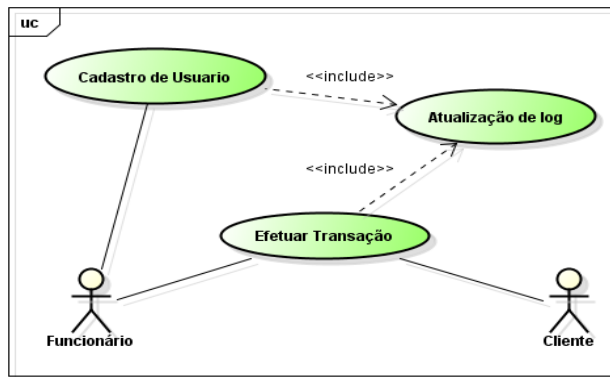 uc
Cadastro de Usuario
<<include>>
Atualização de log
<<include>>
Efetuar Transação
Funcionário
Cliente